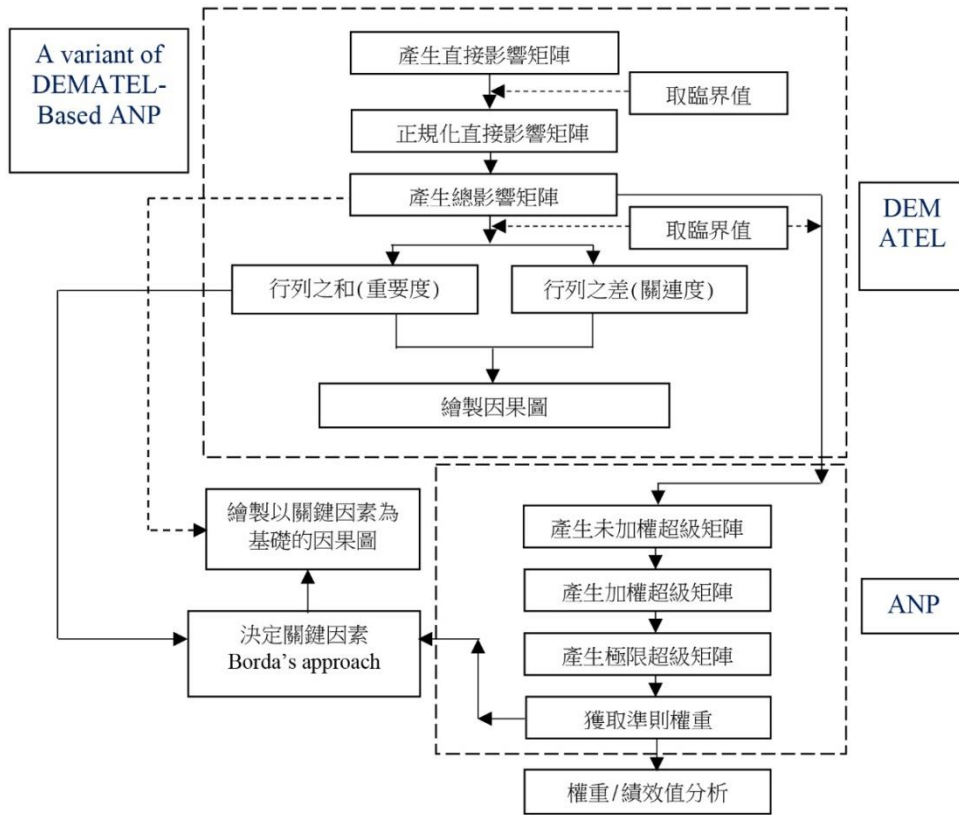 A variant of
DEMATEL-
Based ANP
產生直接影響矩陣
取臨界值
正規化直接影響矩陣
產生總影響矩陣
DEM
ATEL
取臨界值
行列之和(重要度)
行列之差(關連度)
繪製因果圖
繪製以關鍵因素為
基礎的因果圖
產生未加權超級矩陣
產生加權超級矩陣
ANP
決定關鍵因素
Borda’s approach
產生極限超級矩陣
獲取準則權重
權重/績效值分析